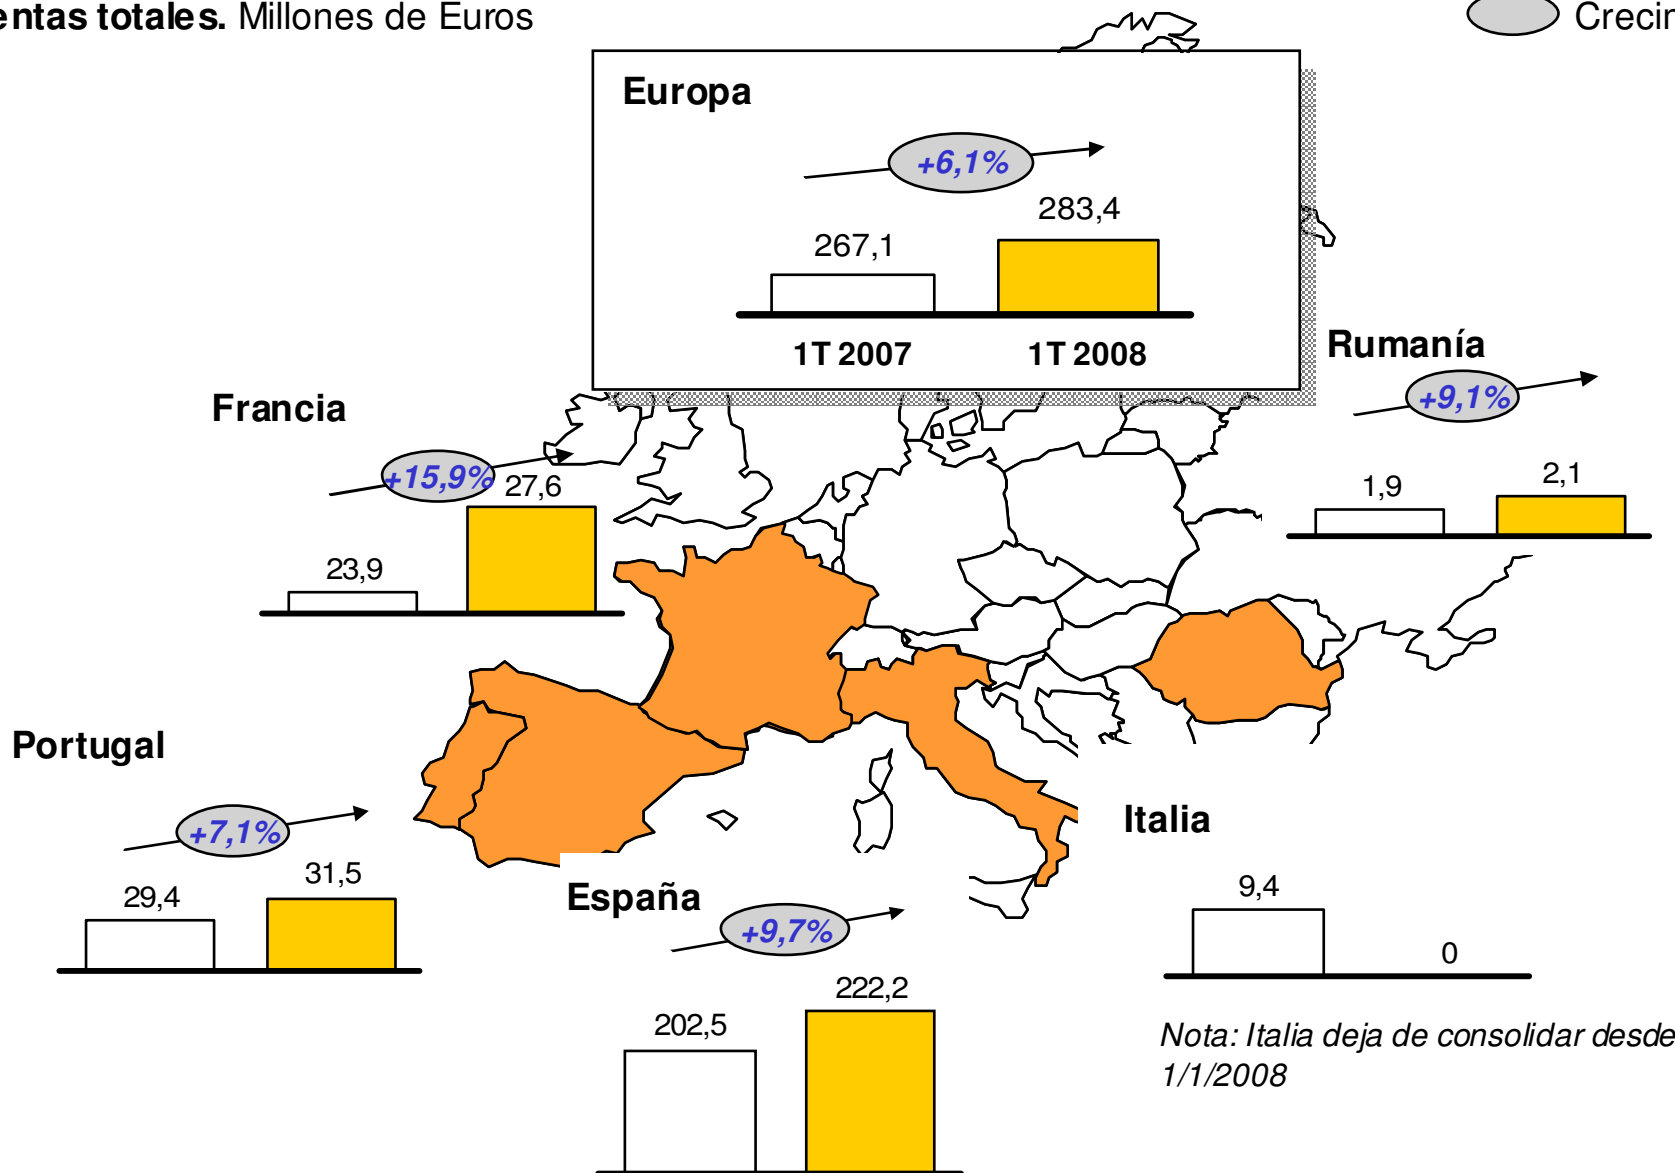 entas totales. Millones de Euros
Crecim
Europa
+6,1%
267,1
283,4
1T 2007
1T 2008
Rumanía
+9,1%
1,9
2,1
Francia
+15,9%
23,9
27,6
Portugal
+7,1%
29,4
31,5
España
+9,7%
202,5
222,2
Italia
9,4
0
Nota: Italia deja de consolidar desde
1/1/2008